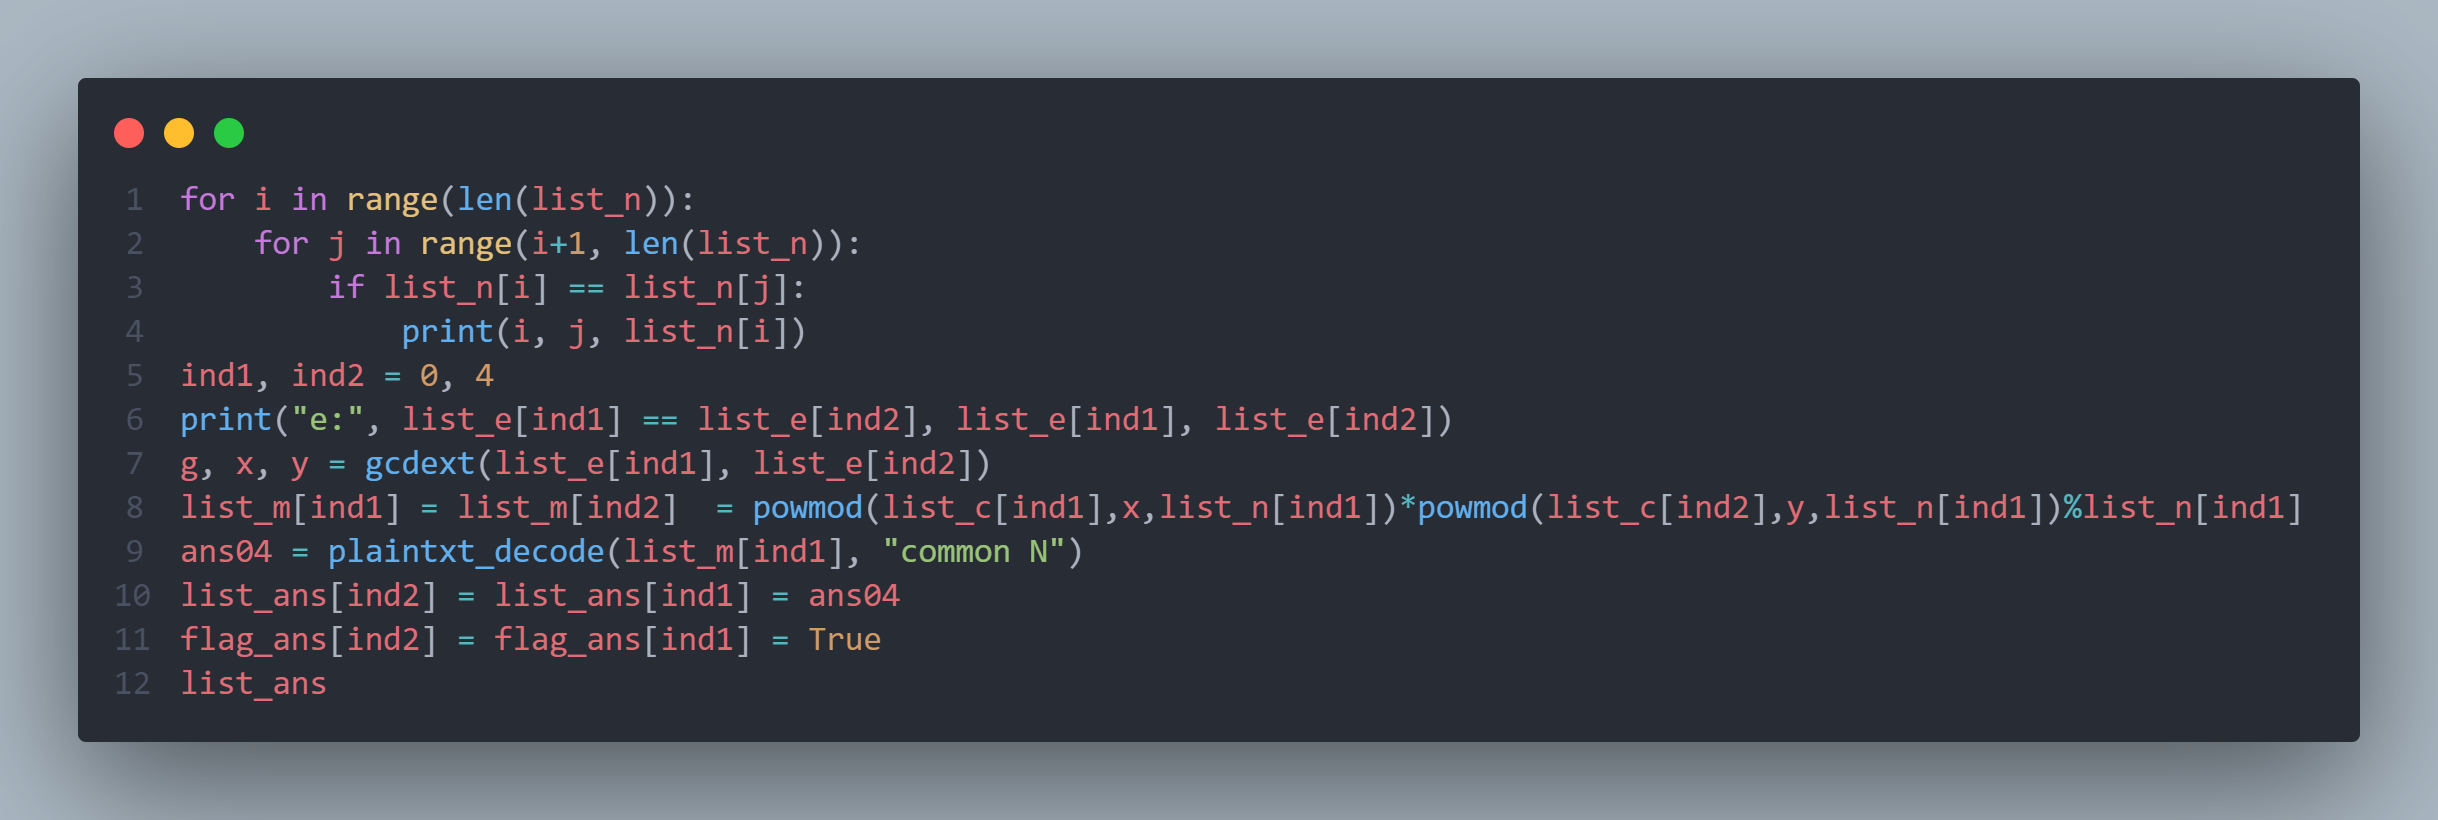 1 for i in range(len(list_n)):
2     for j in range(i+1, len(list_n)):
3         if list_n[i] == list_n[j]:
4             print(i, j, list_n[i])
5 ind1, ind2 = 0, 4
6 print("e:", list_e[ind1] == list_e[ind2], list_e[ind1], list_e[ind2])
7 g, x, y = gcdext(list_e[ind1], list_e[ind2])
8 list_m[ind1] = list_m[ind2]  = powmod(list_c[ind1],x,list_n[ind1])*powmod(list_c[ind2],y,list_n[ind1])%list_n[ind1]
9 ans04 = plaintxt_decode(list_m[ind1], "common N")
10 list_ans[ind2] = list_ans[ind1] = ans04
11 flag_ans[ind2] = flag_ans[ind1] = True
12 list_ans